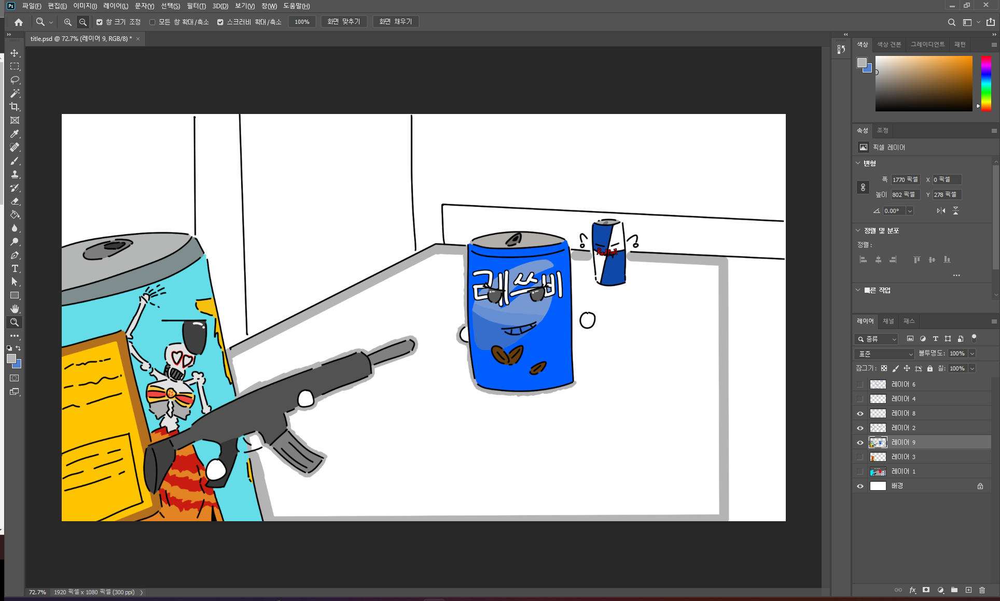 Ps 파일(F) 편집(E) 이미지(I) 레이어(L) 문자(Y) 선택(S) 필터(T) 3D(D) 보기(V) 창(W) 도움말(H)
창 크기 조정 모든 창 확대/축소 스크러비 확대/축소 100% 화면 맞추기 화면 채우기
title.psd @ 72.7% (레이어 9, RGB/8) *
색상 색상 견본 그레이디언트 패턴
속성 조정
픽셀 레이어
변형
폭 1770 픽셀 X 0 픽셀
높이 802 픽셀 Y 278 픽셀
0.00°
정렬 및 분포
정렬:
빠른 작업
RedBull
레쓰비
레이어 채널 패스
종류
표준 불투명도: 100%
잠그기: 칠: 100%
레이어 6
레이어 4
레이어 8
레이어 2
레이어 9
레이어 3
레이어 1
배경
fx
72.7% 1920 픽셀 x 1080 픽셀 (300 ppi)